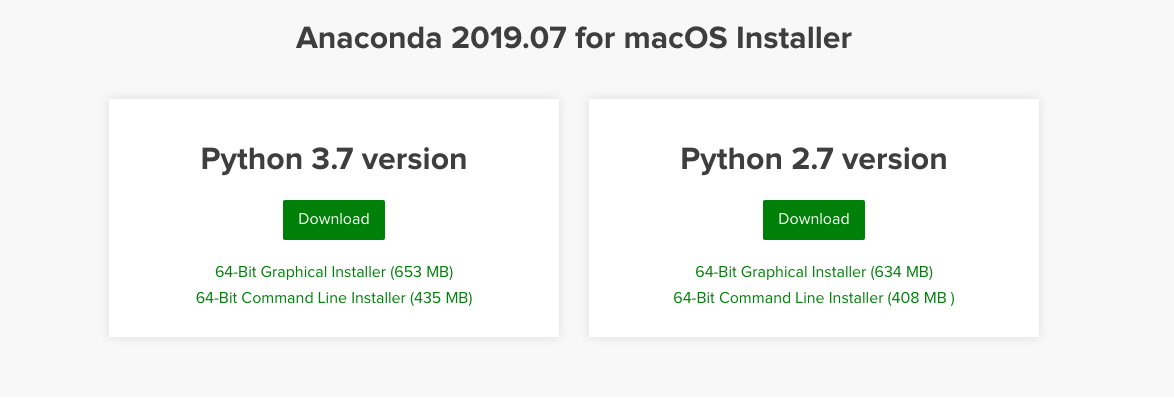 Anaconda 2019.07 for macOS Installer
Python 3.7 version
Download
64-Bit Graphical Installer (653 MB)
64-Bit Command Line Installer (435 MB)
Python 2.7 version
Download
64-Bit Graphical Installer (634 MB)
64-Bit Command Line Installer (408 MB )